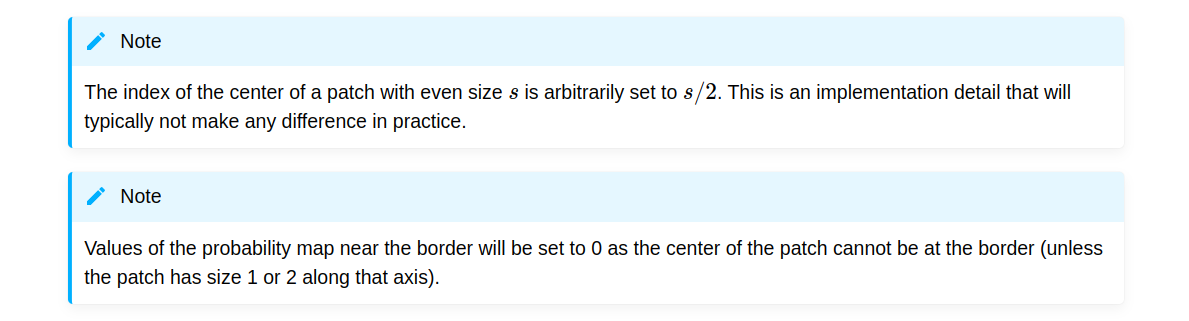 Note
The index of the center of a patch with even size s is arbitrarily set to s/2. This is an implementation detail that will
typically not make any difference in practice.
Note
Values of the probability map near the border will be set to 0 as the center of the patch cannot be at the border (unless
the patch has size 1 or 2 along that axis).